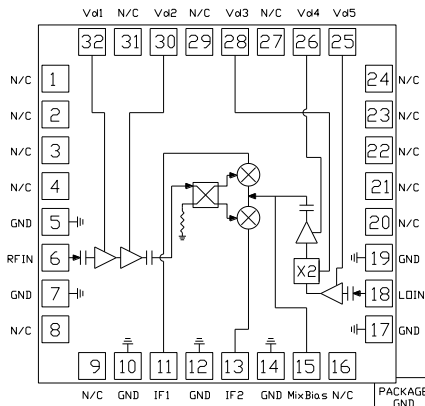 Vd1 N/C Vd2 N/C Vd3 N/C Vd4 Vd5
32 31 30 29 28 27 26 25
N/C 1 24 N/C
N/C 2 23 N/C
N/C 3 22 N/C
N/C 4 21 N/C
GND 5 20 N/C
RFIN 6 19 GND
X2
GND 7 18 LOIN
N/C 8 17 GND
9 10 11 12 13 14 15 16
N/C GND IF1 GND IF2 GND MixBias N/C
PACKAGE
GND